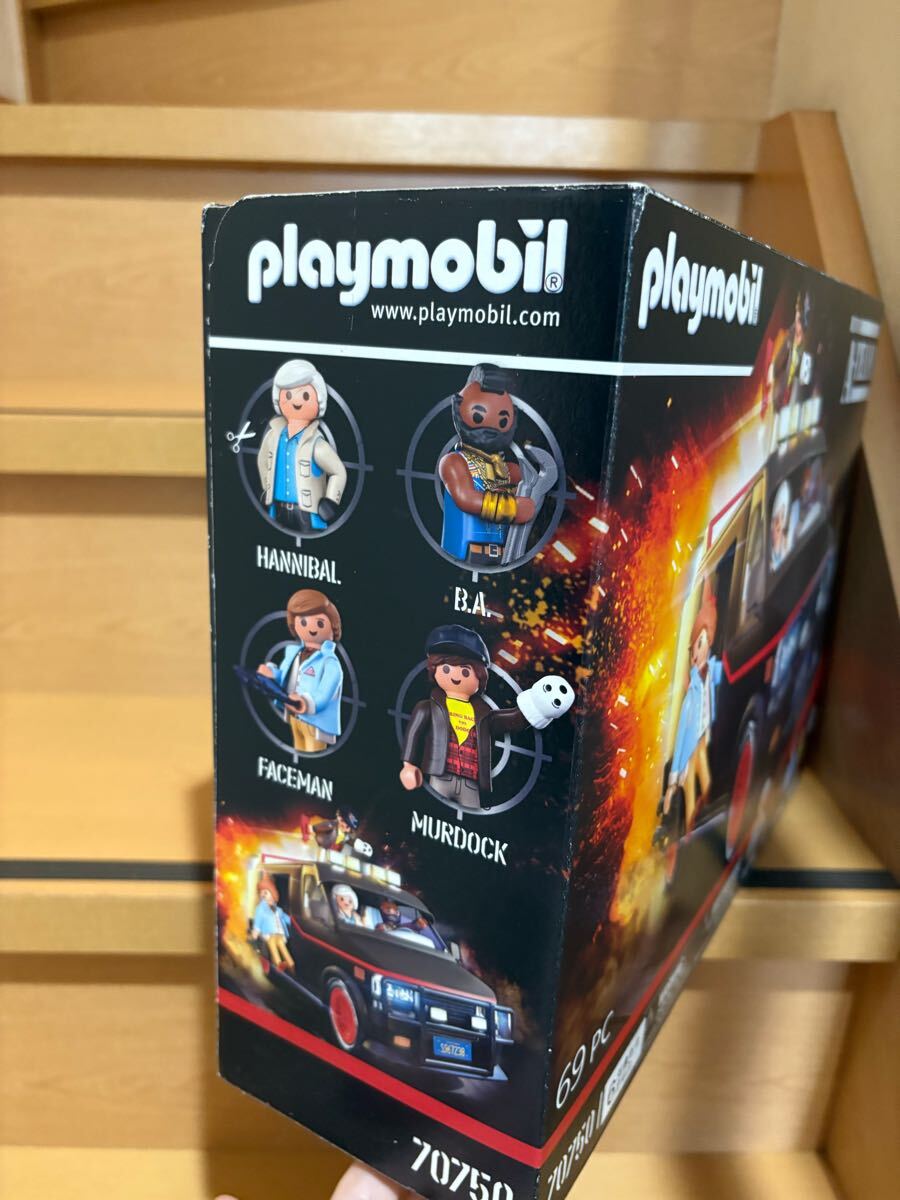 playmobil®
www.playmobil.com
HANNIBAL
B.A.
FACEMAN
MURDOCK
70750
playmobil
69 PC
70750